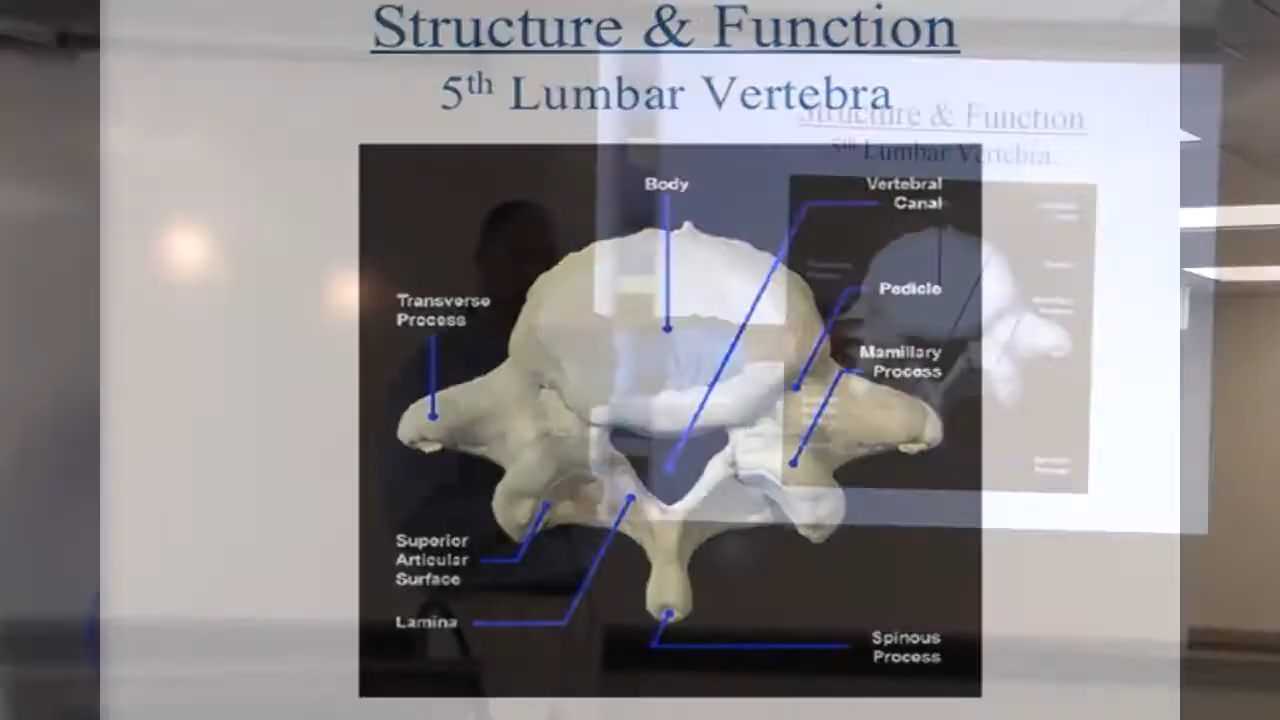 Structure & Function
5th Lumbar Vertebra
Structure & Function
5th Lumbar Vertebra
Body
Vertebral
Canal
Pedicle
Transverse
Process
Mamillary
Process
Superior
Articular
Surface
Lamina
Spinous
Process